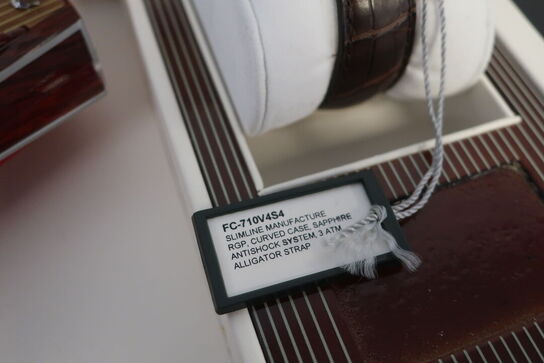 FC-710V4S4
SLIMLINE MANUFACTURE
RGP, CURVED CASE, SAPPHIRE
ANTISHOCK SYSTEM, 3 ATM
ALLIGATOR STRAP